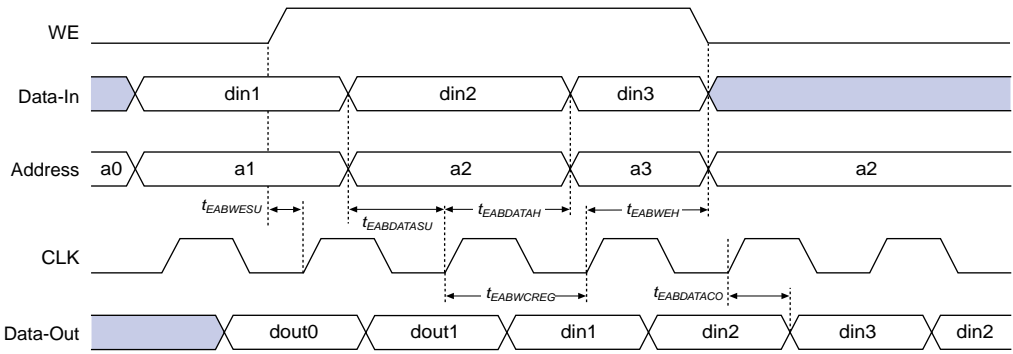 WE
Data-In din1 din2 din3
Address a0 a1 a2 a3 a2
tEABWESU tEABDATASU tEABDATAH tEABWEH
CLK
tEABWCREG tEABDATACO
Data-Out dout0 dout1 din1 din2 din3 din2